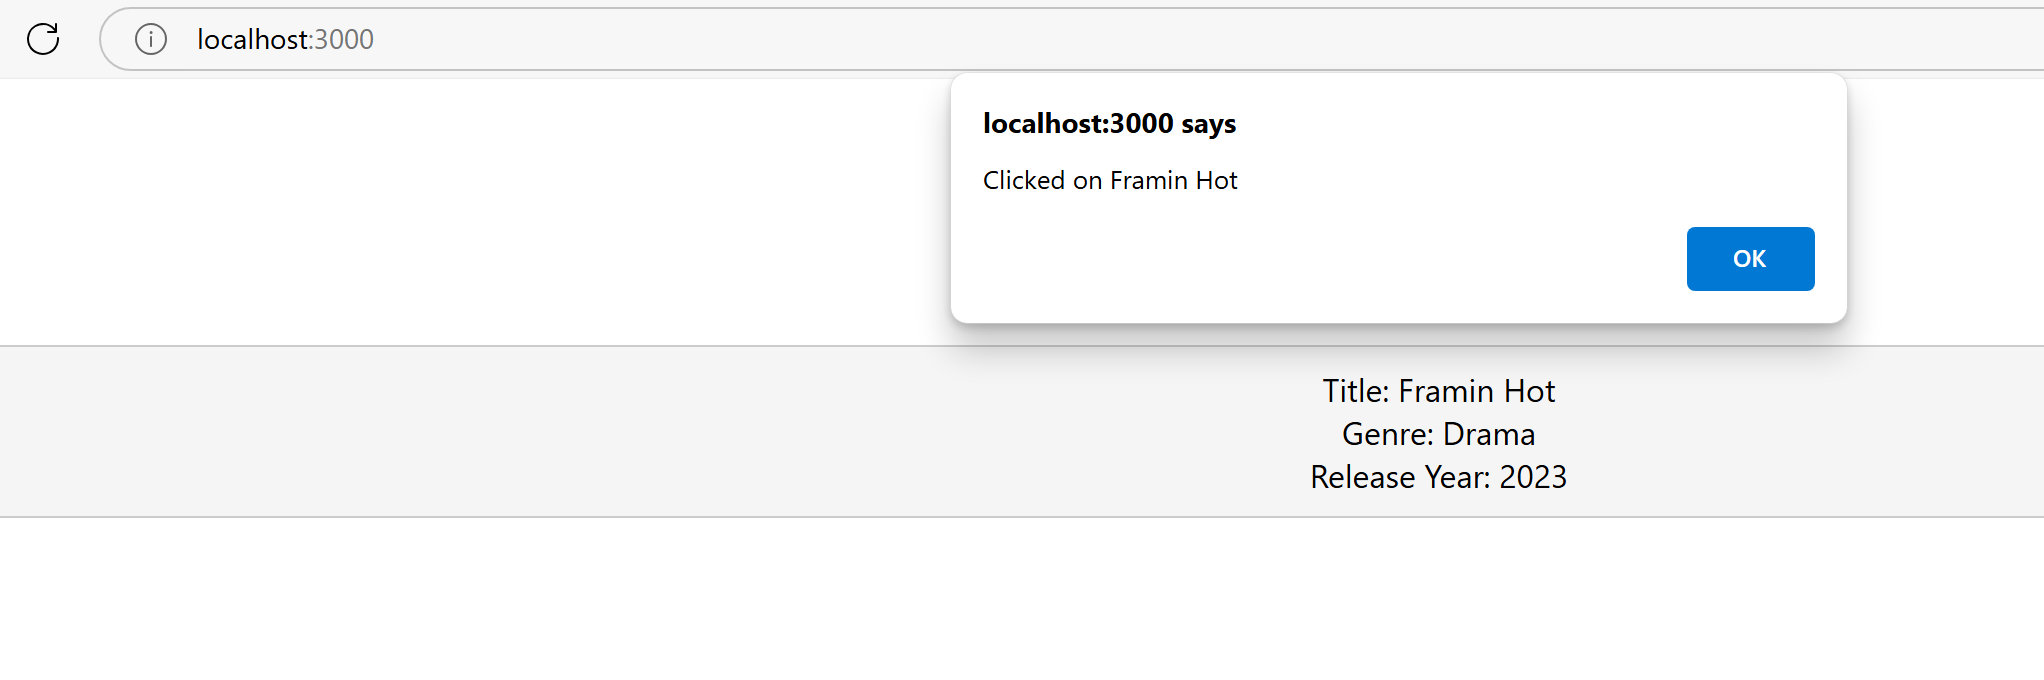 localhost:3000
localhost:3000 says
Clicked on Framin Hot
OK
Title: Framin Hot
Genre: Drama
Release Year: 2023